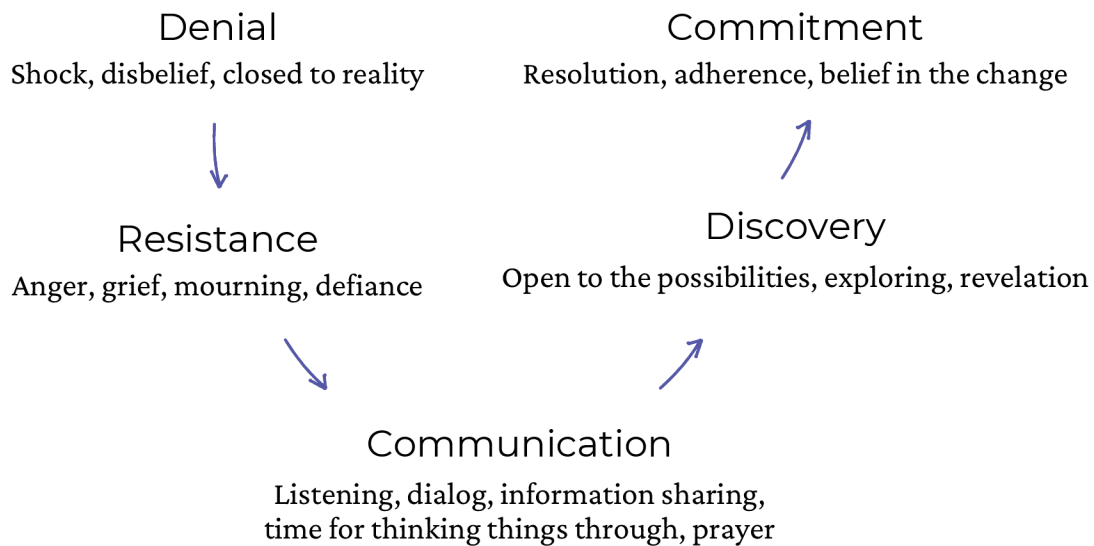 Denial
Shock, disbelief, closed to reality
Resistance
Anger, grief, mourning, defiance
Communication
Listening, dialog, information sharing,
time for thinking things through, prayer
Discovery
Open to the possibilities, exploring, revelation
Commitment
Resolution, adherence, belief in the change